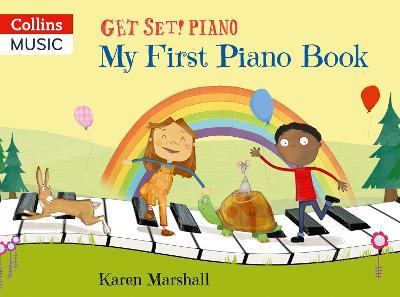 Collins
MUSIC
GET SET! PIANO
My First Piano Book
Karen Marshall